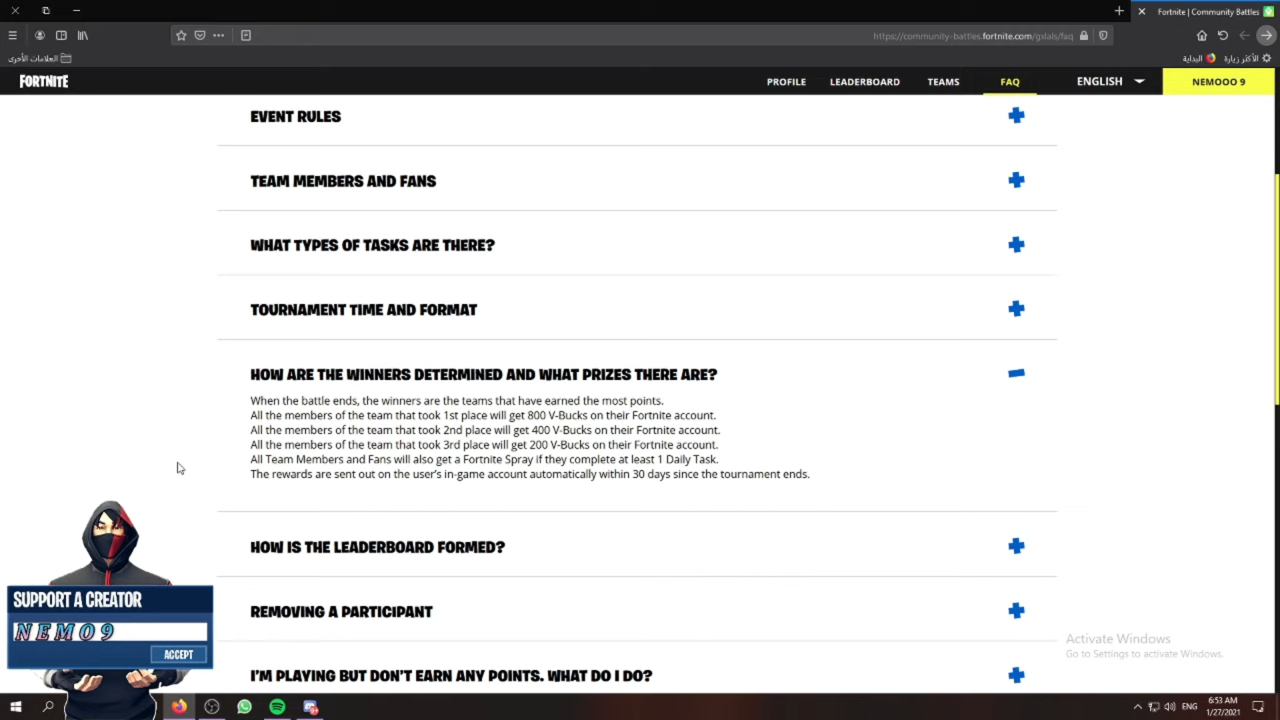 Fortnite | Community Battles
https://community-battles.fortnite.com/gxlals/faq
العلامات الأخرى
البداية
الأكثر زيارة
FORTNITE
PROFILE
LEADERBOARD
TEAMS
FAQ
ENGLISH
NEMOOO 9
EVENT RULES
TEAM MEMBERS AND FANS
WHAT TYPES OF TASKS ARE THERE?
TOURNAMENT TIME AND FORMAT
HOW ARE THE WINNERS DETERMINED AND WHAT PRIZES THERE ARE?
When the battle ends, the winners are the teams that have earned the most points.
All the members of the team that took 1st place will get 800 V-Bucks on their Fortnite account.
All the members of the team that took 2nd place will get 400 V-Bucks on their Fortnite account.
All the members of the team that took 3rd place will get 200 V-Bucks on their Fortnite account.
All Team Members and Fans will also get a Fortnite Spray if they complete at least 1 Daily Task.
The rewards are sent out on the user's in-game account automatically within 30 days since the tournament ends.
HOW IS THE LEADERBOARD FORMED?
REMOVING A PARTICIPANT
I'M PLAYING BUT DON'T EARN ANY POINTS. WHAT DO I DO?
SUPPORT A CREATOR
NEMO9
ACCEPT
Activate Windows
Go to Settings to activate Windows.
ENG
6:53 AM
1/27/2021